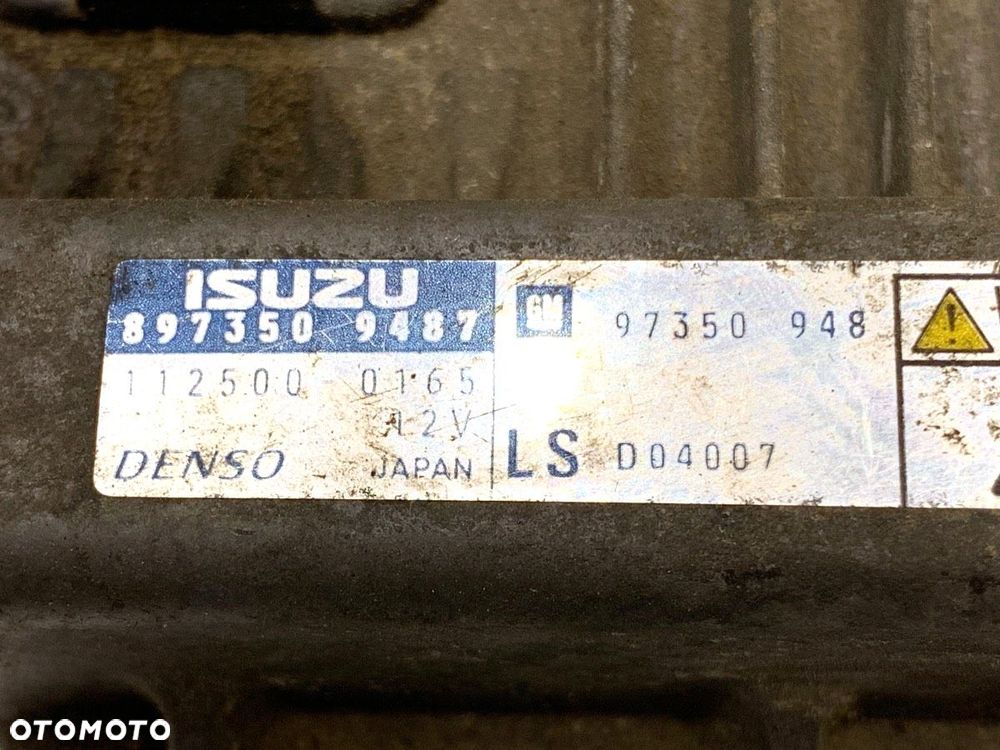 ISUZU
897350 9487
112500 0165
12V
DENSO JAPAN
GM 97350 948
LS D04007
OTOMOTO